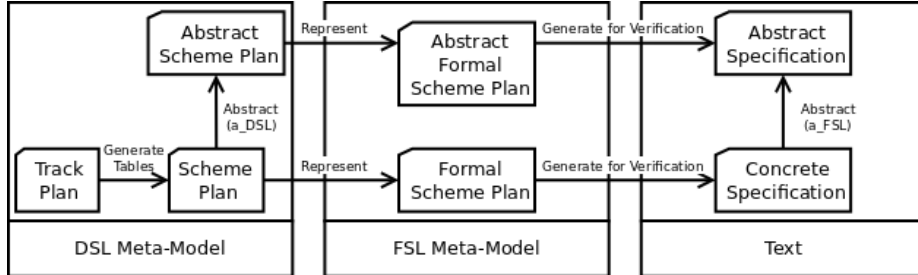 Abstract
Scheme Plan
Represent
Abstract
Formal
Scheme Plan
Generate for Verification
Abstract
Specification
Abstract
(a_DSL)
Abstract
(a_FSL)
Track
Plan
Generate
Tables
Scheme
Plan
Represent
Formal
Scheme Plan
Generate for Verification
Concrete
Specification
DSL Meta-Model
FSL Meta-Model
Text